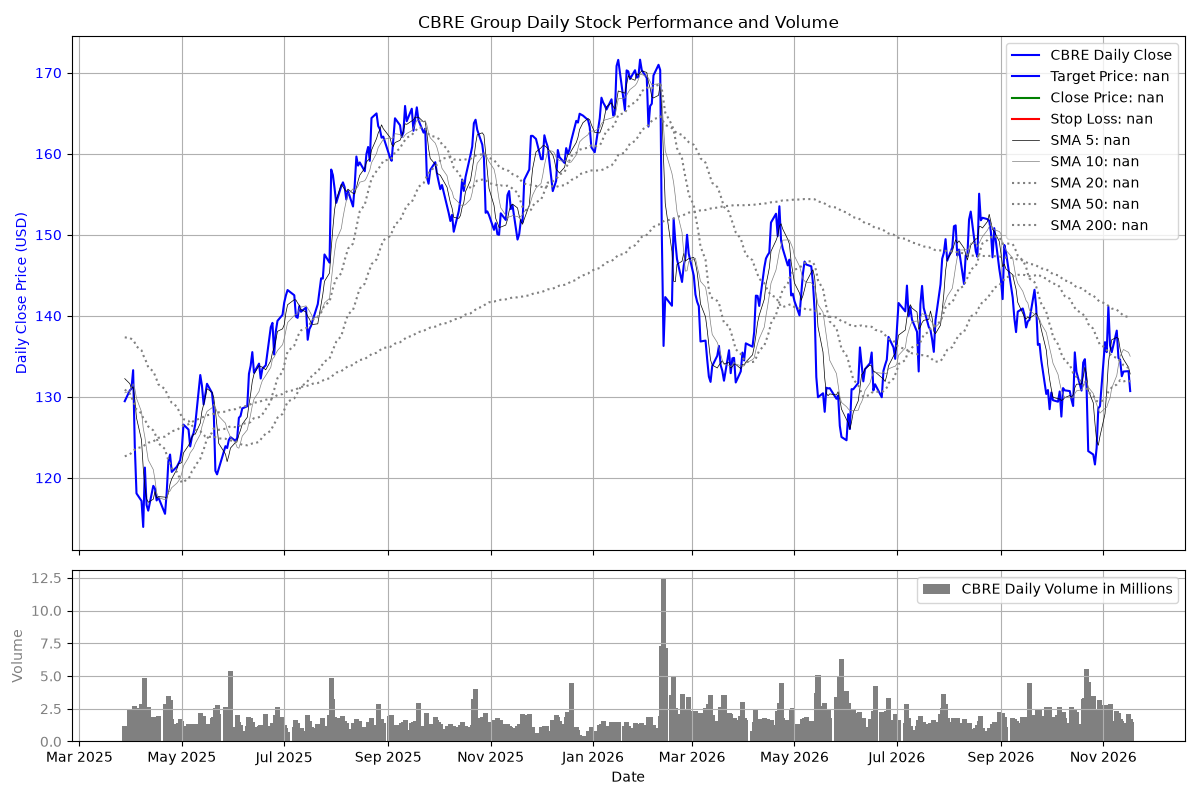 CBRE Group Daily Stock Performance and Volume
Daily Close Price (USD)
170
160
150
140
130
120
CBRE Daily Close
Target Price: nan
Close Price: nan
Stop Loss: nan
SMA 5: nan
SMA 10: nan
SMA 20: nan
SMA 50: nan
SMA 200: nan
Volume
12.5
10.0
7.5
5.0
2.5
0.0
CBRE Daily Volume in Millions
Mar 2025 May 2025 Jul 2025 Sep 2025 Nov 2025 Jan 2026 Mar 2026 May 2026 Jul 2026 Sep 2026 Nov 2026
Date